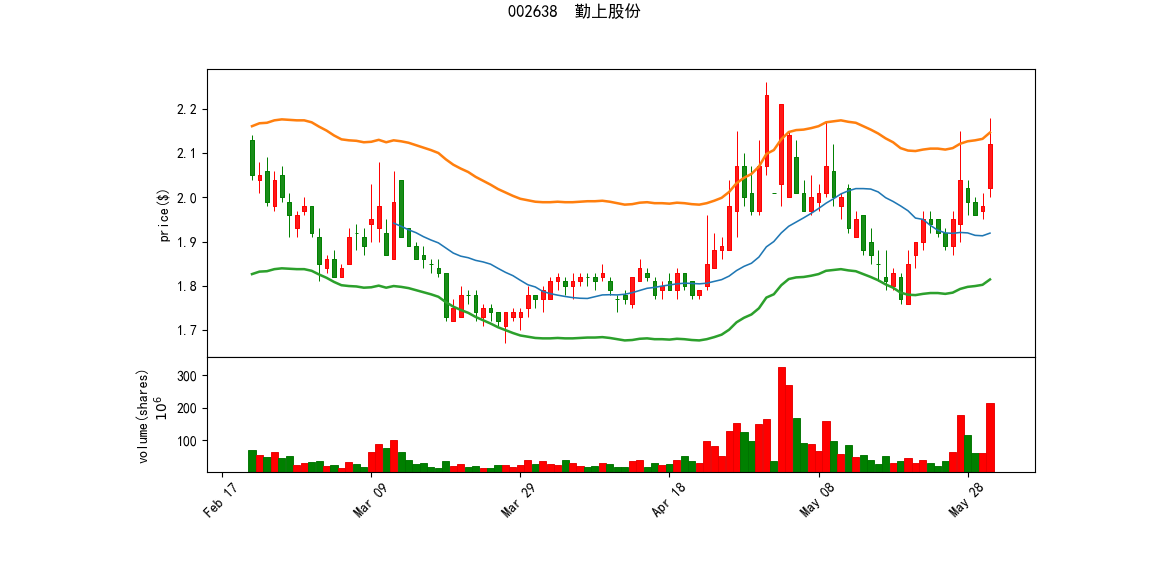 002638 勤上股份
price($)
2.2
2.1
2.0
1.9
1.8
1.7
volume(shares)
10^6
300
200
100
Feb 17
Mar 09
Mar 29
Apr 18
May 08
May 28